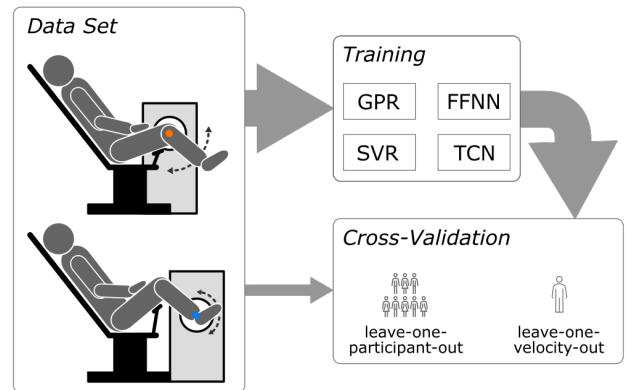 Data Set
Training
GPR
FFNN
SVR
TCN
Cross-Validation
leave-one-
participant-out
leave-one-
velocity-out